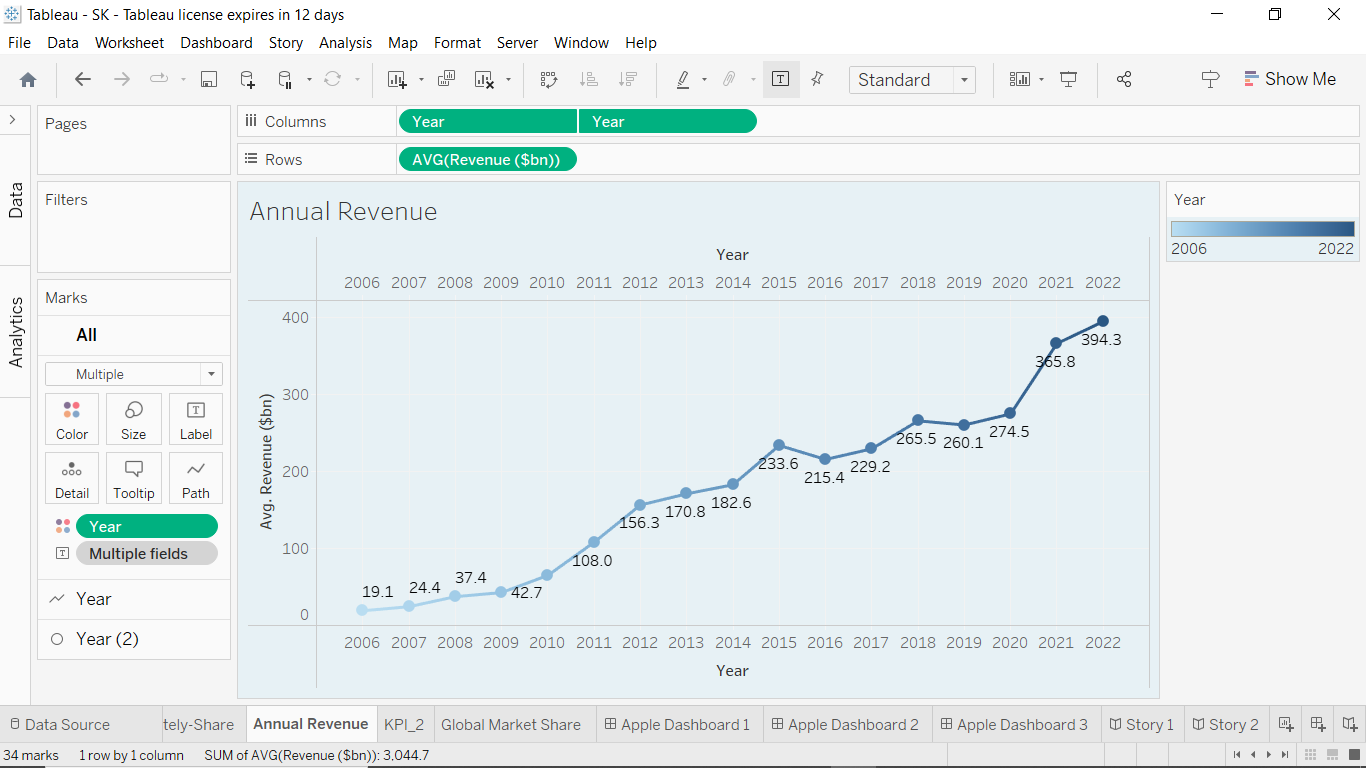 Tableau - SK - Tableau license expires in 12 days
File Data Worksheet Dashboard Story Analysis Map Format Server Window Help
Standard
Show Me
Pages
Columns Year Year
Rows AVG(Revenue ($bn))
Data
Analytics
Filters
Marks
All
Multiple
Color Size Label
Detail Tooltip Path
Year
Multiple fields
Year
Year (2)
Annual Revenue
Year
2006 2007 2008 2009 2010 2011 2012 2013 2014 2015 2016 2017 2018 2019 2020 2021 2022
Avg. Revenue ($bn)
400
300
200
100
0
19.1 24.4 37.4 42.7 108.0 156.3 170.8 182.6 233.6 215.4 229.2 265.5 260.1 274.5 365.8 394.3
2006 2007 2008 2009 2010 2011 2012 2013 2014 2015 2016 2017 2018 2019 2020 2021 2022
Year
Year
2006 2022
Data Source tely-Share Annual Revenue KPI_2 Global Market Share Apple Dashboard 1 Apple Dashboard 2 Apple Dashboard 3 Story 1 Story 2
34 marks 1 row by 1 column SUM of AVG(Revenue ($bn)): 3,044.7